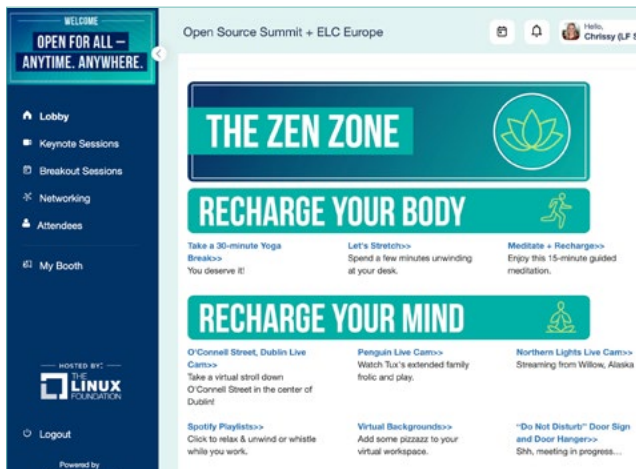 WELCOME
OPEN FOR ALL –
ANYTIME. ANYWHERE.
Open Source Summit + ELC Europe
Hello,
Chrissy (LF S
Lobby
Keynote Sessions
Breakout Sessions
Networking
Attendees
My Booth
HOSTED BY:
THE
LINUX
FOUNDATION
Logout
Powered by
THE ZEN ZONE
RECHARGE YOUR BODY
Take a 30-minute Yoga
Break>>
You deserve it!
Let's Stretch>>
Spend a few minutes unwinding
at your desk.
Meditate + Recharge>>
Enjoy this 15-minute guided
meditation.
RECHARGE YOUR MIND
O'Connell Street, Dublin Live
Cam>>
Take a virtual stroll down
O'Connell Street in the center of
Dublin!
Penguin Live Cam>>
Watch Tux's extended family
frolic and play.
Northern Lights Live Cam>>
Streaming from Willow, Alaska
Spotify Playlists>>
Click to relax & unwind or whistle
while you work.
Virtual Backgrounds>>
Add some pizzazz to your
virtual workspace.
"Do Not Disturb" Door Sign
and Door Hanger>>
Shh, meeting in progress...